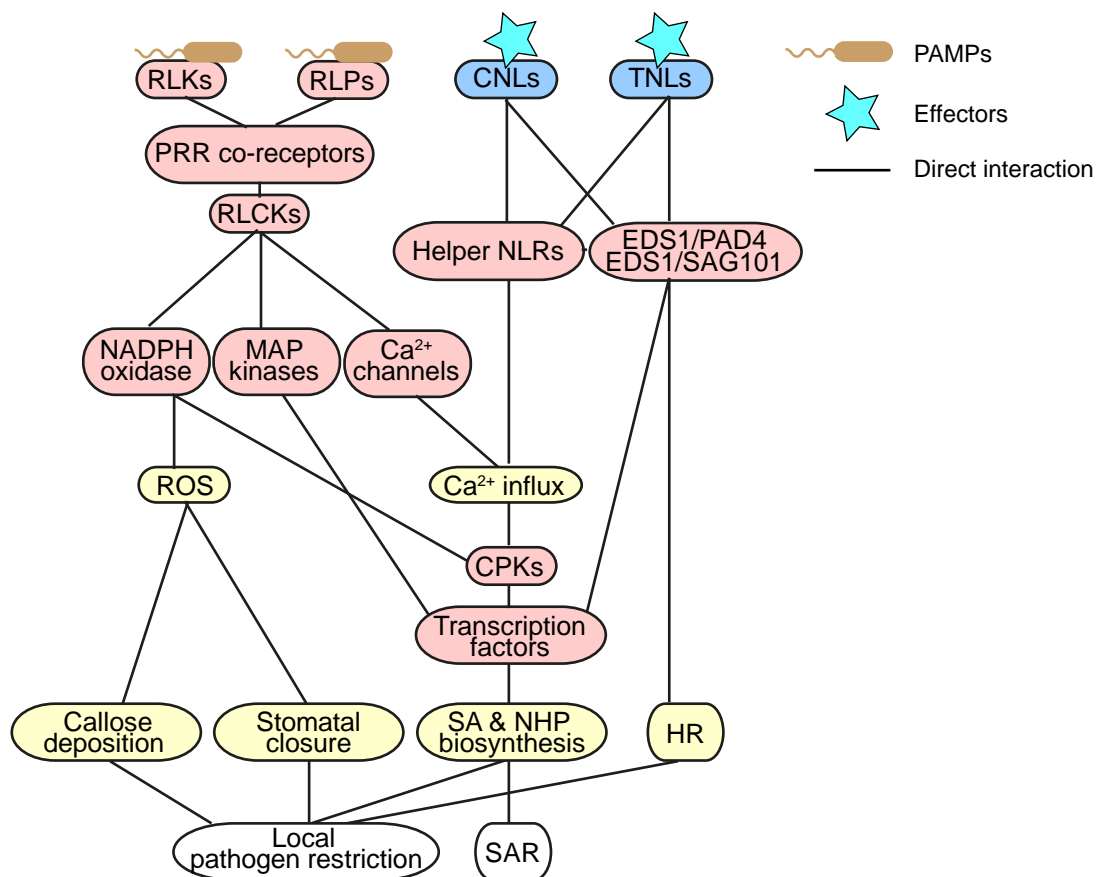 RLKs
RLPs
CNLs
TNLs
PAMPs
Effectors
Direct interaction
PRR co-receptors
RLCKs
Helper NLRs
EDS1/PAD4
EDS1/SAG101
NADPH
oxidase
MAP
kinases
Ca²⁺
channels
ROS
Ca²⁺ influx
CPKs
Transcription
factors
Callose
deposition
Stomatal
closure
SA & NHP
biosynthesis
HR
Local
pathogen restriction
SAR